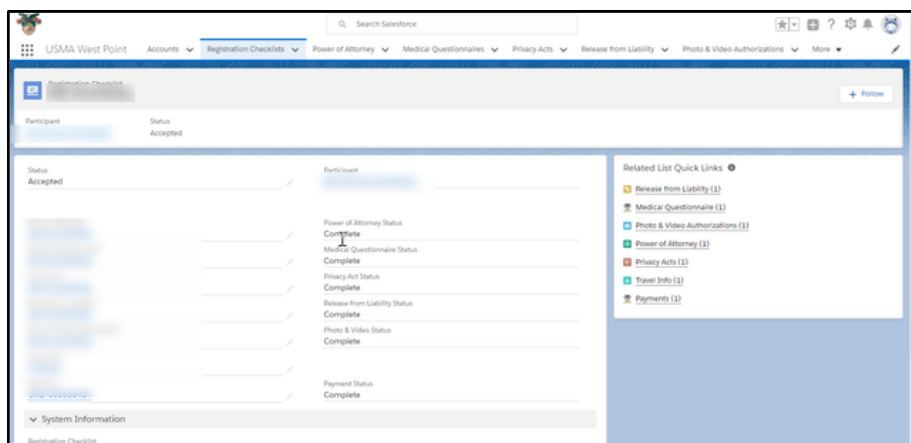 Search Salesforce
USMA West Point Accounts Registration Checklists Power of Attorney Medical Questionnaires Privacy Acts Release from Liability Photo & Video Authorizations More
Registration Checklist
+ Follow
Participant Status
Accepted
Status Participant
Accepted
Power of Attorney Status
Complete
Medical Questionnaire Status
Complete
Privacy Act Status
Complete
Release from Liability Status
Complete
Photo & Video Status
Complete
Payment Status
Complete
System Information
Registration Checklist
Related List Quick Links
Release from Liability (1)
Medical Questionnaire (1)
Photo & Video Authorizations (1)
Power of Attorney (1)
Privacy Acts (1)
Travel Info (1)
Payments (1)